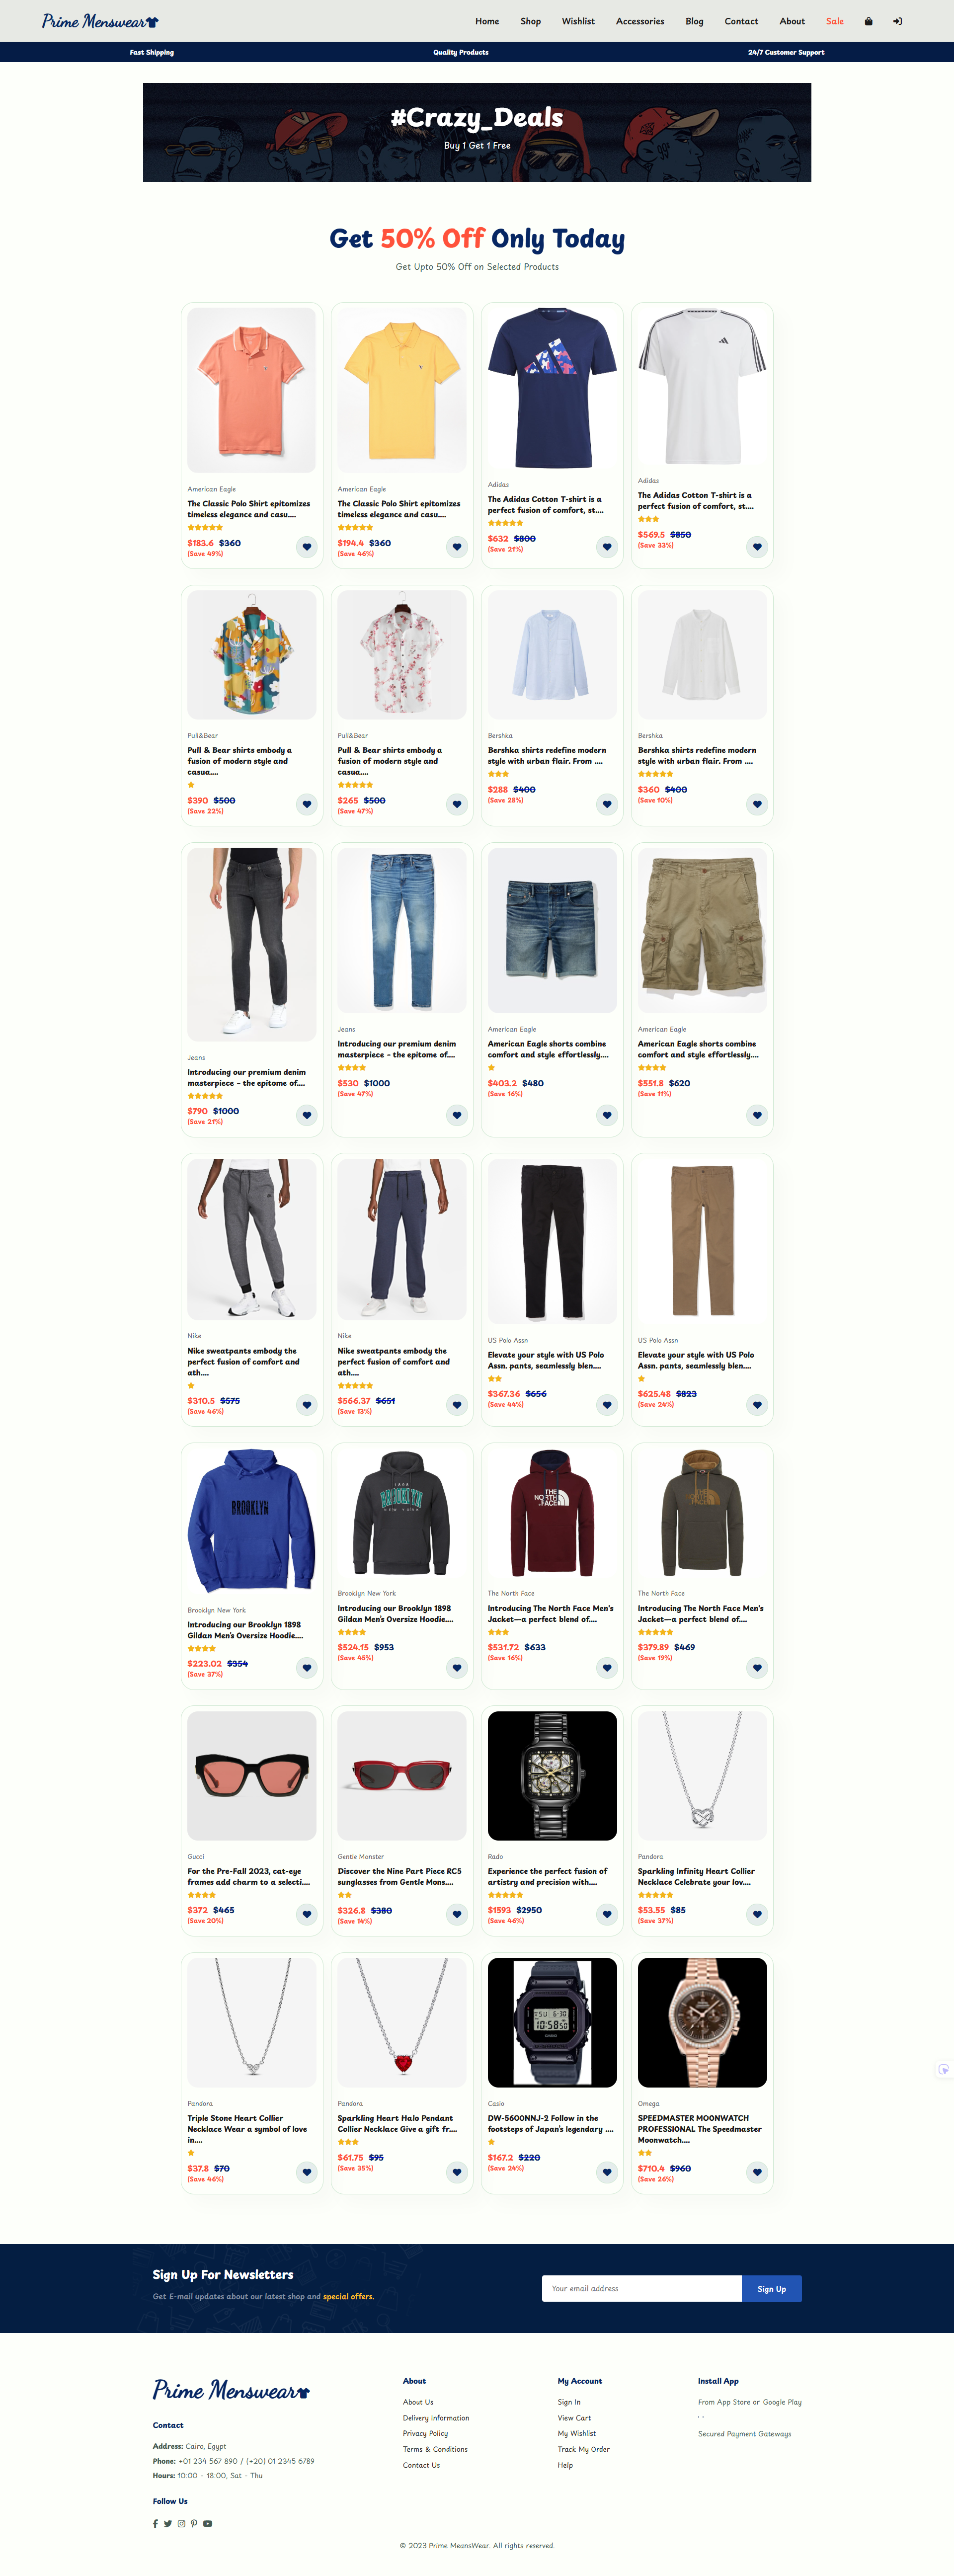 Prime Menswear
Home Shop Wishlist Accessories Blog Contact About Sale
Fast Shipping Quality Products 24/7 Customer Support
#Crazy_Deals
Buy 1 Get 1 Free
Get 50% Off Only Today
Get Upto 50% Off on Selected Products
American Eagle
The Classic Polo Shirt epitomizes
timeless elegance and casu....
$183.6 $360
(Save 49%)
American Eagle
The Classic Polo Shirt epitomizes
timeless elegance and casu....
$194.4 $360
(Save 46%)
Adidas
The Adidas Cotton T-shirt is a
perfect fusion of comfort, st....
$632 $800
(Save 21%)
Adidas
The Adidas Cotton T-shirt is a
perfect fusion of comfort, st....
$569.5 $850
(Save 33%)
Pull&Bear
Pull & Bear shirts embody a
fusion of modern style and
casua....
$390 $500
(Save 22%)
Pull&Bear
Pull & Bear shirts embody a
fusion of modern style and
casua....
$265 $500
(Save 47%)
Bershka
Bershka shirts redefine modern
style with urban flair. From ....
$288 $400
(Save 28%)
Bershka
Bershka shirts redefine modern
style with urban flair. From ....
$360 $400
(Save 10%)
Jeans
Introducing our premium denim
masterpiece - the epitome of....
$790 $1000
(Save 21%)
Jeans
Introducing our premium denim
masterpiece - the epitome of....
$530 $1000
(Save 47%)
American Eagle
American Eagle shorts combine
comfort and style effortlessly....
$403.2 $480
(Save 16%)
American Eagle
American Eagle shorts combine
comfort and style effortlessly....
$551.8 $620
(Save 11%)
Nike
Nike sweatpants embody the
perfect fusion of comfort and
ath....
$310.5 $575
(Save 46%)
Nike
Nike sweatpants embody the
perfect fusion of comfort and
ath....
$566.37 $651
(Save 13%)
US Polo Assn
Elevate your style with US Polo
Assn. pants, seamlessly blen....
$367.36 $656
(Save 44%)
US Polo Assn
Elevate your style with US Polo
Assn. pants, seamlessly blen....
$625.48 $823
(Save 24%)
BROOKLYN
Brooklyn New York
Introducing our Brooklyn 1898
Gildan Men's Oversize Hoodie....
$223.02 $354
(Save 37%)
BROOKLYN
NEW YORK
Brooklyn New York
Introducing our Brooklyn 1898
Gildan Men's Oversize Hoodie....
$524.15 $953
(Save 45%)
THE
NORTH
FACE
The North Face
Introducing The North Face Men's
Jacket—a perfect blend of....
$531.72 $633
(Save 16%)
THE
NORTH
FACE
The North Face
Introducing The North Face Men's
Jacket—a perfect blend of....
$379.89 $469
(Save 19%)
Gucci
For the Pre-Fall 2023, cat-eye
frames add charm to a selecti....
$372 $465
(Save 20%)
Gentle Monster
Discover the Nine Part Piece RC5
sunglasses from Gentle Mons....
$326.8 $380
(Save 14%)
Rado
Experience the perfect fusion of
artistry and precision with....
$1593 $2950
(Save 46%)
Pandora
Sparkling Infinity Heart Collier
Necklace Celebrate your lov....
$53.55 $85
(Save 37%)
Pandora
Triple Stone Heart Collier
Necklace Wear a symbol of love
in....
$37.8 $70
(Save 46%)
Pandora
Sparkling Heart Halo Pendant
Collier Necklace Give a gift fr....
$61.75 $95
(Save 35%)
CASIO
10:58 50
Casio
DW-5600NNJ-2 Follow in the
footsteps of Japan's legendary ....
$167.2 $220
(Save 24%)
Omega
SPEEDMASTER MOONWATCH
PROFESSIONAL The Speedmaster
Moonwatch....
$710.4 $960
(Save 26%)
Sign Up For Newsletters
Get E-mail updates about our latest shop and special offers.
Your email address
Sign Up
Prime Menswear
Contact
Address: Cairo, Egypt
Phone: +01 234 567 890 / (+20) 01 2345 6789
Hours: 10:00 - 18:00, Sat - Thu
Follow Us
About
About Us
Delivery Information
Privacy Policy
Terms & Conditions
Contact Us
My Account
Sign In
View Cart
My Wishlist
Track My Order
Help
Install App
From App Store or Google Play
Secured Payment Gateways
© 2023 Prime MeansWear. All rights reserved.